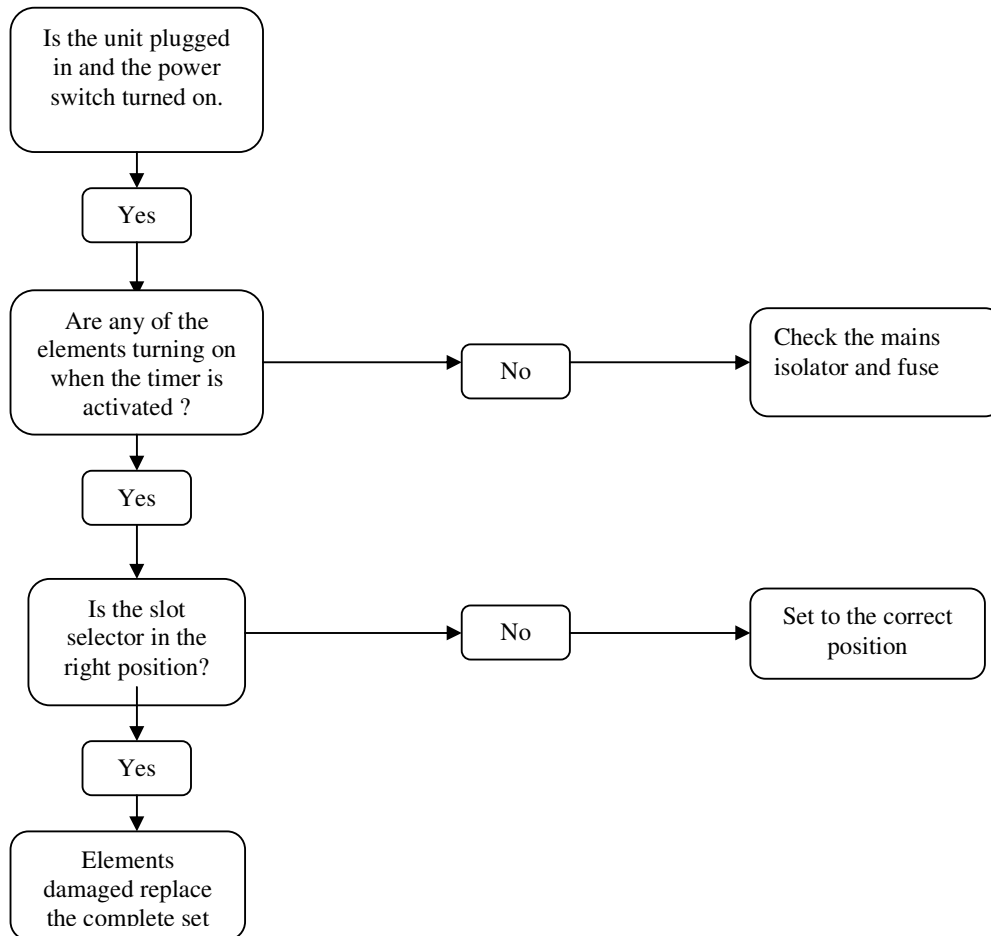 Is the unit plugged
in and the power
switch turned on.
Yes
Are any of the
elements turning on
when the timer is
activated ?
No
Check the mains
isolator and fuse
Yes
Is the slot
selector in the
right position?
No
Set to the correct
position
Yes
Elements
damaged replace
the complete set